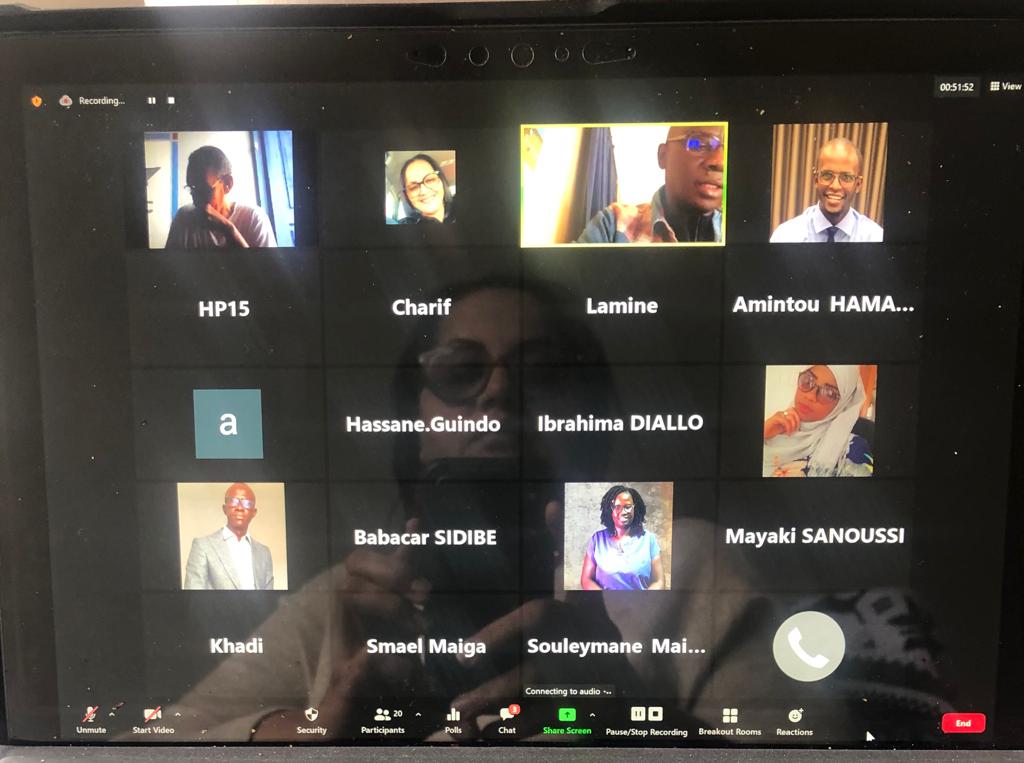 Recording...
00:51:52
View
HP15
Charif
Lamine
Amintou HAMA...
a
Hassane.Guindo
Ibrahima DIALLO
Babacar SIDIBE
Mayaki SANOUSSI
Khadi
Smael Maiga
Souleymane Mai...
Connecting to audio
Unmute
Start Video
Security
20
Participants
Polls
3
Chat
Share Screen
Pause/Stop Recording
Breakout Rooms
Reactions
End